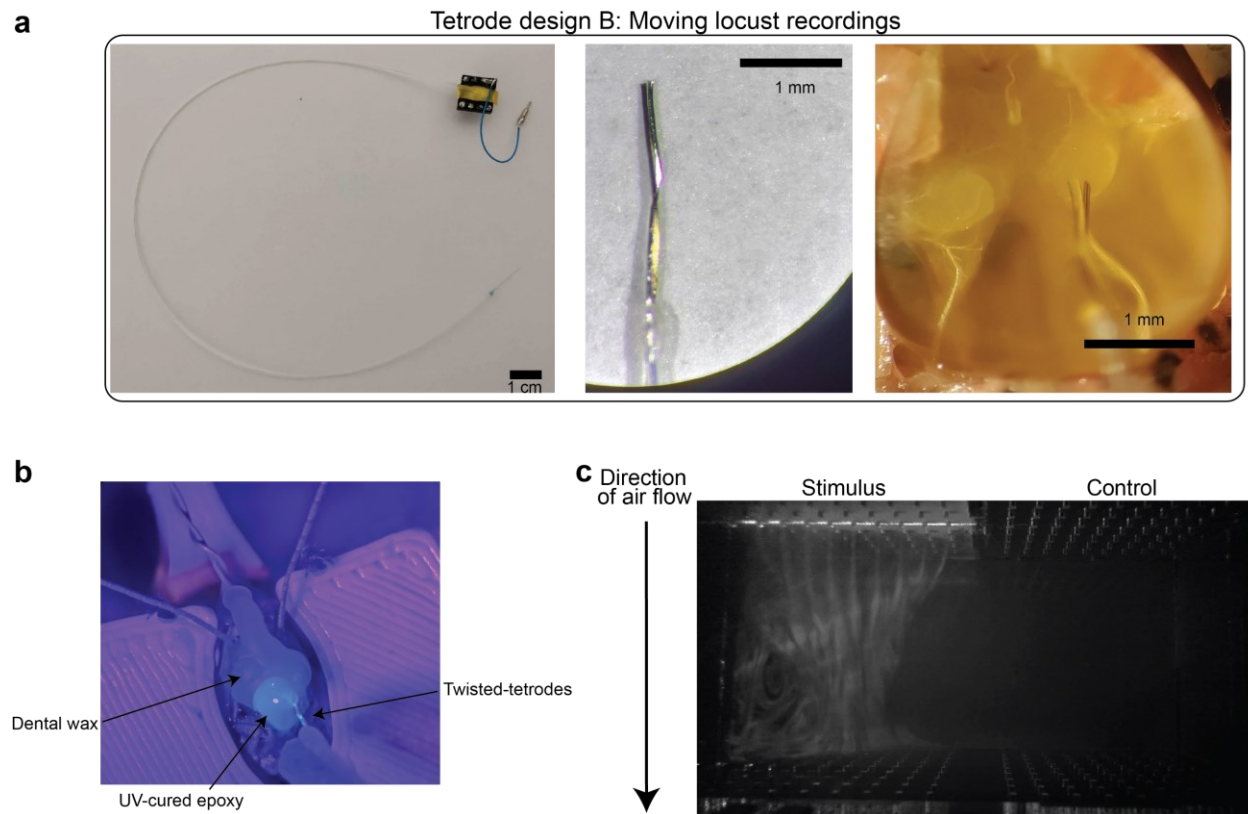 a
Tetrode design B: Moving locust recordings
1 cm
1 mm
1 mm
b
Dental wax
UV-cured epoxy
Twisted-tetrodes
c
Direction
of air flow
Stimulus
Control